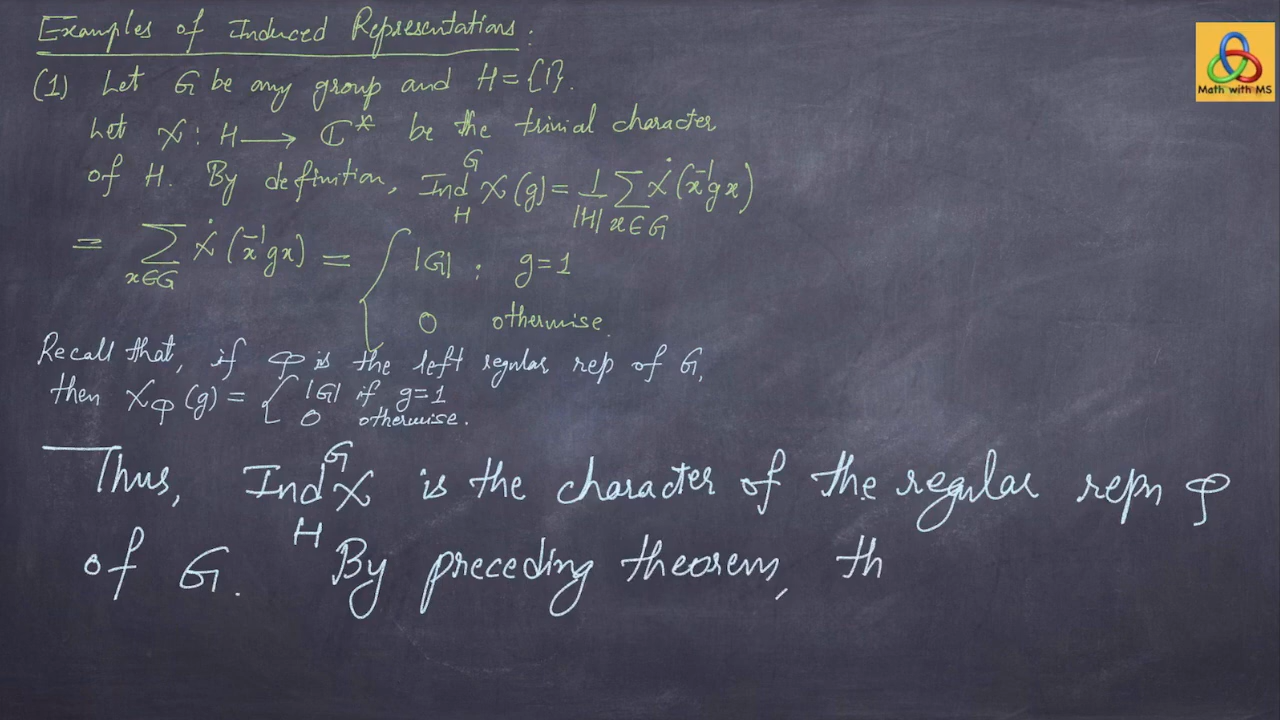 Examples of Induced Representations.
(1) Let G be any group and H = {1}.
Let χ : H ⟶ ℂ* be the trivial character
of H. By definition, Ind_H^G χ(g) = 1/|H| ∑_{x∈G} χ̇(x⁻¹gx)
= ∑_{x∈G} χ̇(x⁻¹gx) = { |G| : g=1
0 otherwise.
Recall that, if φ is the left regular rep of G,
then χ_φ(g) = { |G| if g=1
0 otherwise.
Thus, Ind_H^G χ is the character of the regular repn φ
of G. By preceding theorem, th
Math with MS